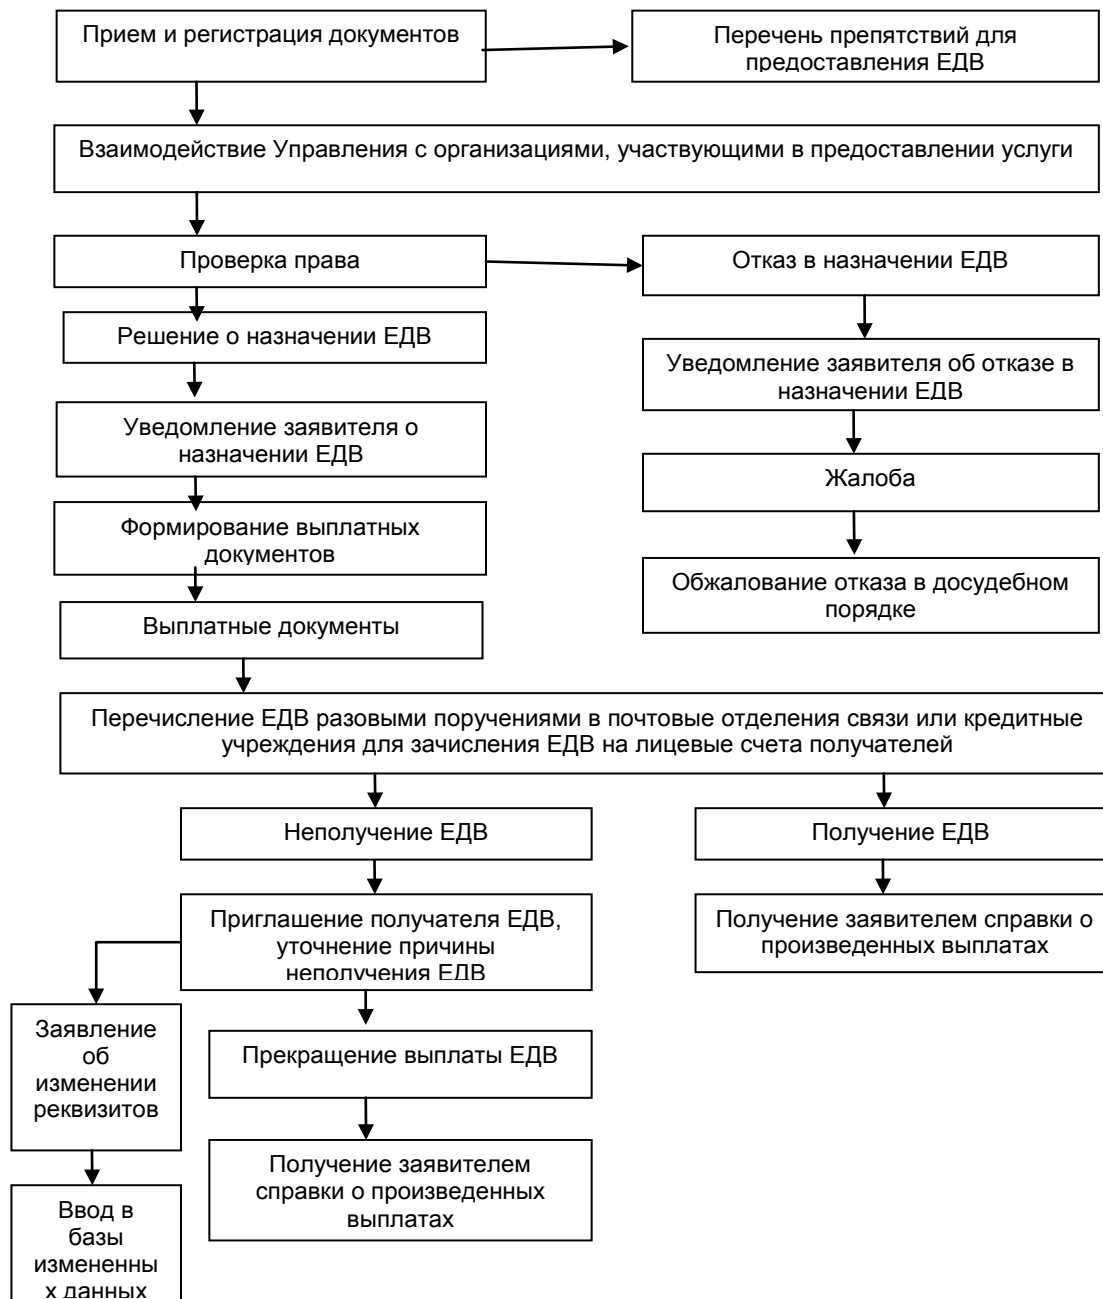 Прием и регистрация документов
Перечень препятствий для
предоставления ЕДВ
Взаимодействие Управления с организациями, участвующими в предоставлении услуги
Проверка права
Отказ в назначении ЕДВ
Решение о назначении ЕДВ
Уведомление заявителя об отказе в
назначении ЕДВ
Уведомление заявителя о
назначении ЕДВ
Жалоба
Формирование выплатных
документов
Обжалование отказа в досудебном
порядке
Выплатные документы
Перечисление ЕДВ разовыми поручениями в почтовые отделения связи или кредитные
учреждения для зачисления ЕДВ на лицевые счета получателей
Неполучение ЕДВ
Получение ЕДВ
Приглашение получателя ЕДВ,
уточнение причины
неполучения ЕДВ
Получение заявителем справки о
произведенных выплатах
Заявление
об
изменении
реквизитов
Прекращение выплаты ЕДВ
Получение заявителем
справки о произведенных
выплатах
Ввод в
базы
измененны
х данных